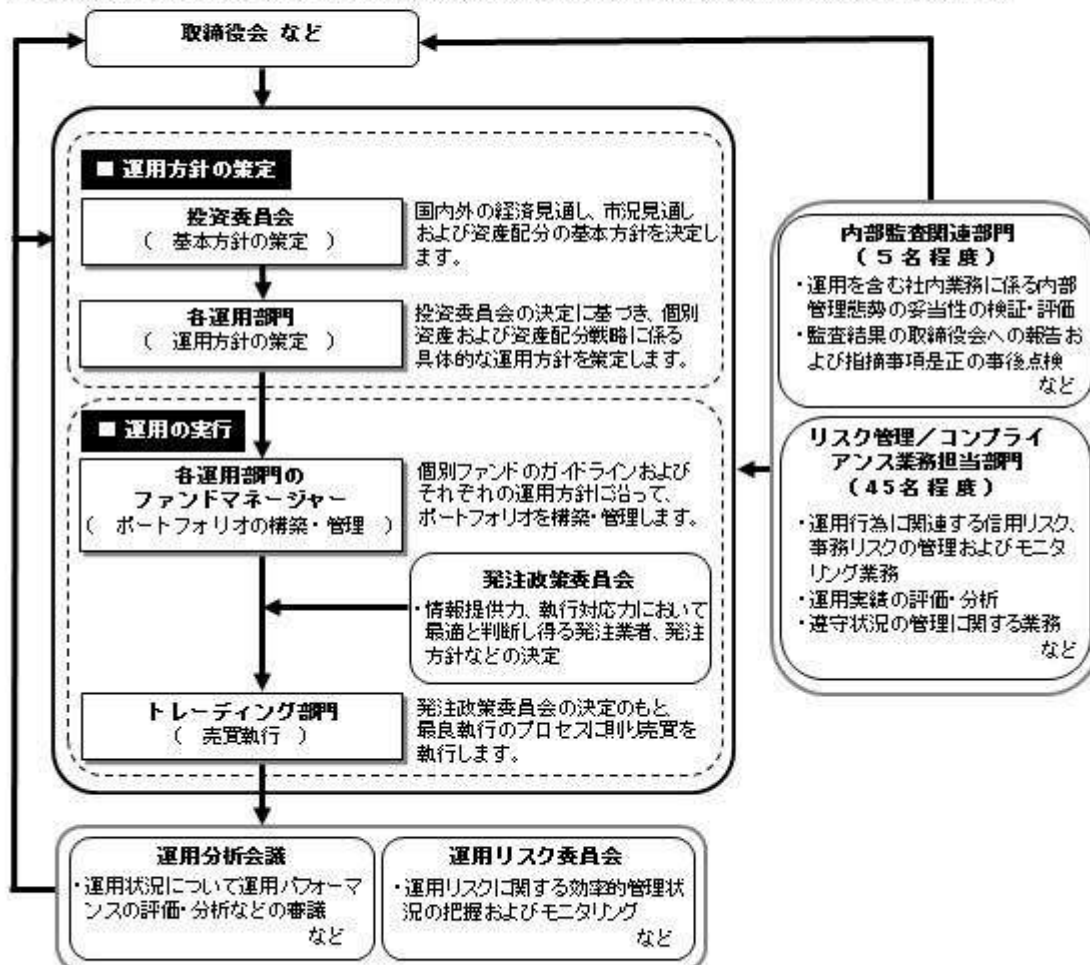 取締役会 など
■ 運用方針の策定
投資委員会
( 基本方針の策定 )
国内外の経済見通し、市況見通し
および資産配分の基本方針を決定し
ます。
各運用部門
( 運用方針の策定 )
投資委員会の決定に基づき、個別
資産および資産配分戦略に係る
具体的な運用方針を策定します。
■ 運用の実行
各運用部門の
ファンドマネージャー
( ポートフォリオの構築・管理 )
個別ファンドのガイドラインおよび
それぞれの運用方針に沿って、
ポートフォリオを構築・管理します。
発注政策委員会
・情報提供力、執行対応力において
最適と判断し得る発注業者、発注
方針などの決定
トレーディング部門
( 売買執行 )
発注政策委員会の決定のもと、
最良執行のプロセスに則り売買を
執行します。
内部監査関連部門
(5名程度)
・運用を含む社内業務に係る内部
管理態勢の妥当性の検証・評価
・監査結果の取締役会への報告お
よび指摘事項是正の事後点検
など
リスク管理/コンプライ
アンス業務担当部門
(45名程度)
・運用行為に関連する信用リスク、
事務リスクの管理およびモニタ
リング業務
・運用実績の評価・分析
・遵守状況の管理に関する業務
など
運用分析会議
・運用状況について運用パフォーマ
ンスの評価・分析などの審議
など
運用リスク委員会
・運用リスクに関する効率的管理状
況の把握およびモニタリング
など